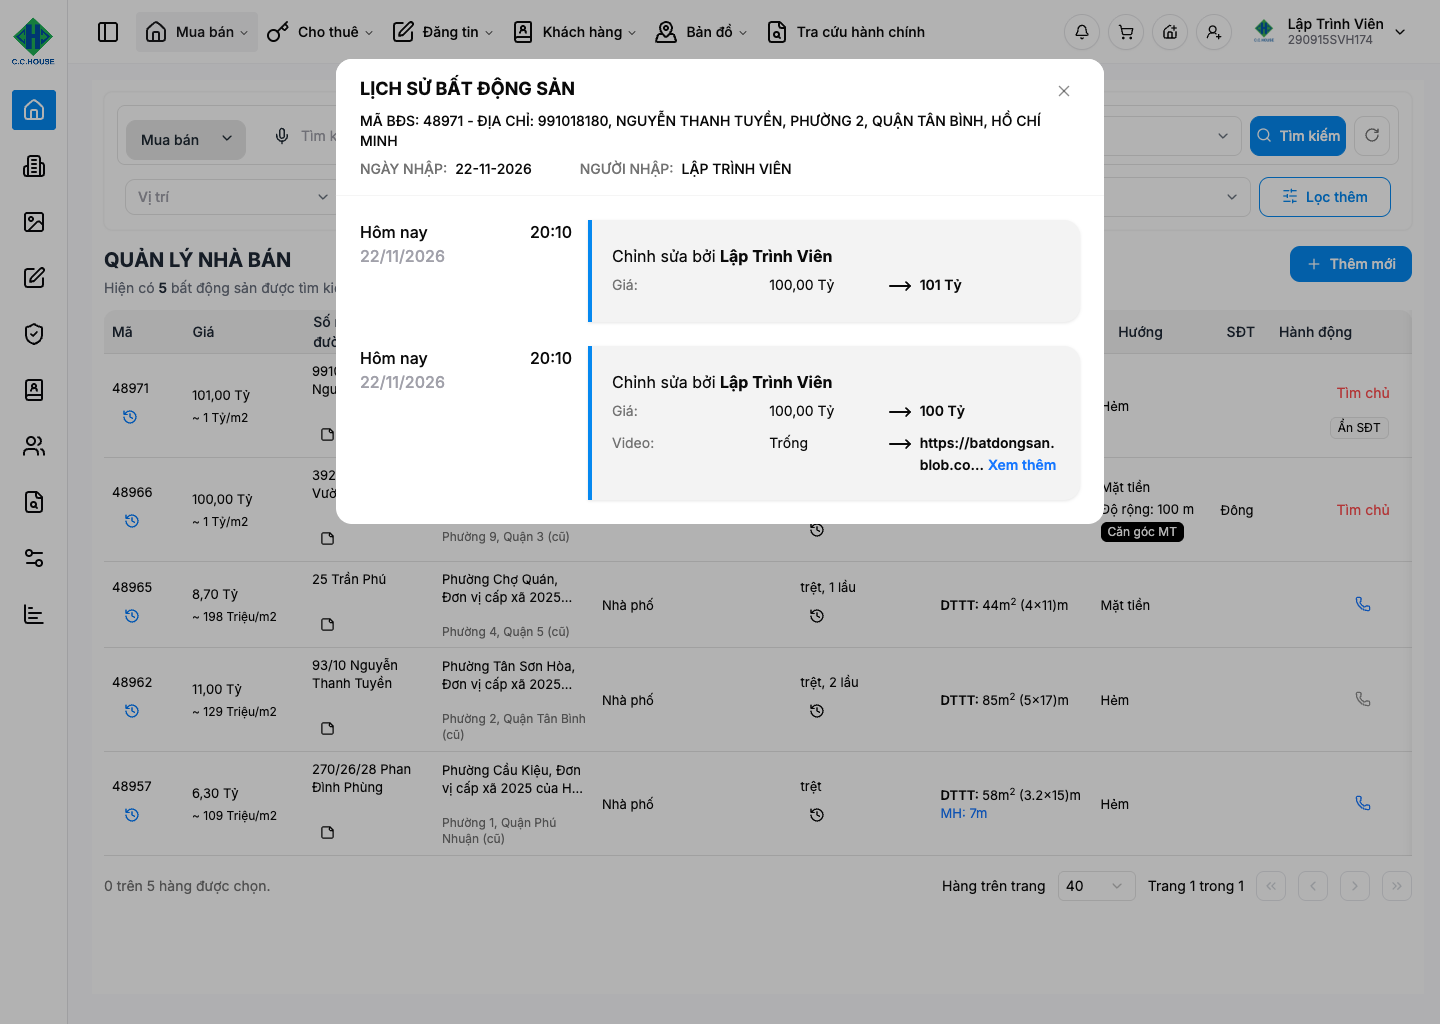 C.C.HOUSE
Mua bán
Cho thuê
Đăng tin
Khách hàng
Bản đồ
Tra cứu hành chính
Lập Trình Viên
290915SVH174
LỊCH SỬ BẤT ĐỘNG SẢN
MÃ BĐS: 48971 - ĐỊA CHỈ: 991018180, NGUYỄN THANH TUYỀN, PHƯỜNG 2, QUẬN TÂN BÌNH, HỒ CHÍ
MINH
NGÀY NHẬP: 22-11-2026 NGƯỜI NHẬP: LẬP TRÌNH VIÊN
Hôm nay 20:10
22/11/2026
Chỉnh sửa bởi Lập Trình Viên
Giá: 100,00 Tỷ 101 Tỷ
Hôm nay 20:10
22/11/2026
Chỉnh sửa bởi Lập Trình Viên
Giá: 100,00 Tỷ 100 Tỷ
Video: Trống https://batdongsan.
blob.co... Xem thêm
Mua bán
Tìm k
Tìm kiếm
Vị trí
Lọc thêm
QUẢN LÝ NHÀ BÁN
Hiện có 5 bất động sản được tìm kiế
Thêm mới
Mã Giá Số Hướng SĐT Hành động
đườ
48971
101,00 Tỷ
~ 1 Tỷ/m2
9910
Ngu
Hẻm
Tìm chủ
Ẩn SĐT
48966
100,00 Tỷ
~ 1 Tỷ/m2
392
Vườ
Phường 9, Quận 3 (cũ)
Mặt tiền
Độ rộng: 100 m
Căn góc MT
Đông
Tìm chủ
48965
8,70 Tỷ
~ 198 Triệu/m2
25 Trần Phú
Phường Chợ Quán,
Đơn vị cấp xã 2025...
Phường 4, Quận 5 (cũ)
Nhà phố
trệt, 1 lầu
DTTT: 44m2 (4x11)m
Mặt tiền
48962
11,00 Tỷ
~ 129 Triệu/m2
93/10 Nguyễn
Thanh Tuyền
Phường Tân Sơn Hòa,
Đơn vị cấp xã 2025...
Phường 2, Quận Tân Bình
(cũ)
Nhà phố
trệt, 2 lầu
DTTT: 85m2 (5x17)m
Hẻm
48957
6,30 Tỷ
~ 109 Triệu/m2
270/26/28 Phan
Đình Phùng
Phường Cầu Kiệu, Đơn
vị cấp xã 2025 của H...
Phường 1, Quận Phú
Nhuận (cũ)
Nhà phố
trệt
DTTT: 58m2 (3.2x15)m
MH: 7m
Hẻm
0 trên 5 hàng được chọn.
Hàng trên trang 40 Trang 1 trong 1